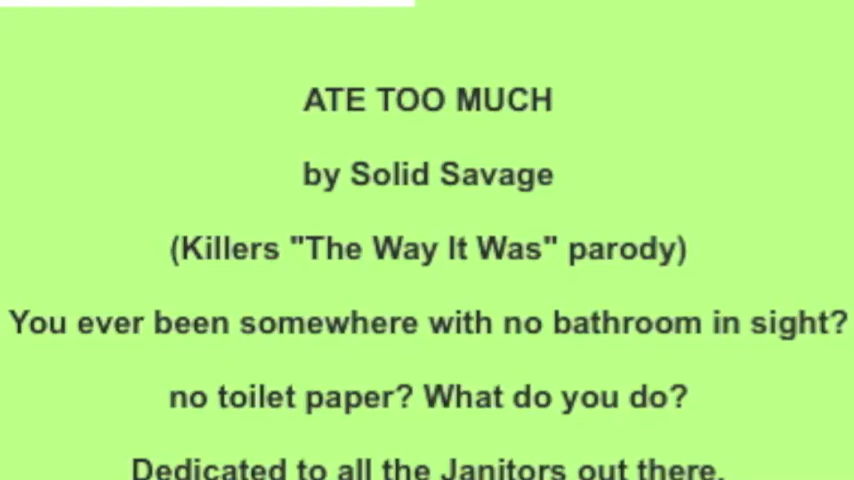 ATE TOO MUCH
by Solid Savage
(Killers "The Way It Was" parody)
You ever been somewhere with no bathroom in sight?
no toilet paper? What do you do?
Dedicated to all the Janitors out there.